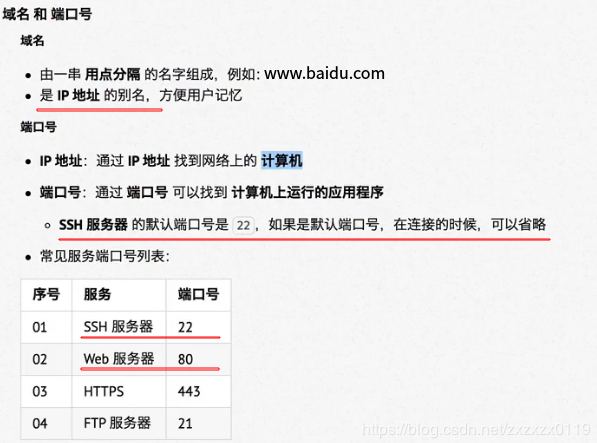 域名 和 端口号
域名
由一串 用点分隔 的名字组成，例如：www.baidu.com
是 IP 地址 的别名，方便用户记忆
端口号
IP 地址：通过 IP 地址 找到网络上的 计算机
端口号：通过 端口号 可以找到 计算机上运行的应用程序
SSH 服务器 的默认端口号是 22，如果是默认端口号，在连接的时候，可以省略
常见服务端口号列表：
序号 服务 端口号
01 SSH 服务器 22
02 Web 服务器 80
03 HTTPS 443
04 FTP 服务器 21
https://blog.csdn.net/zxzxzx0119